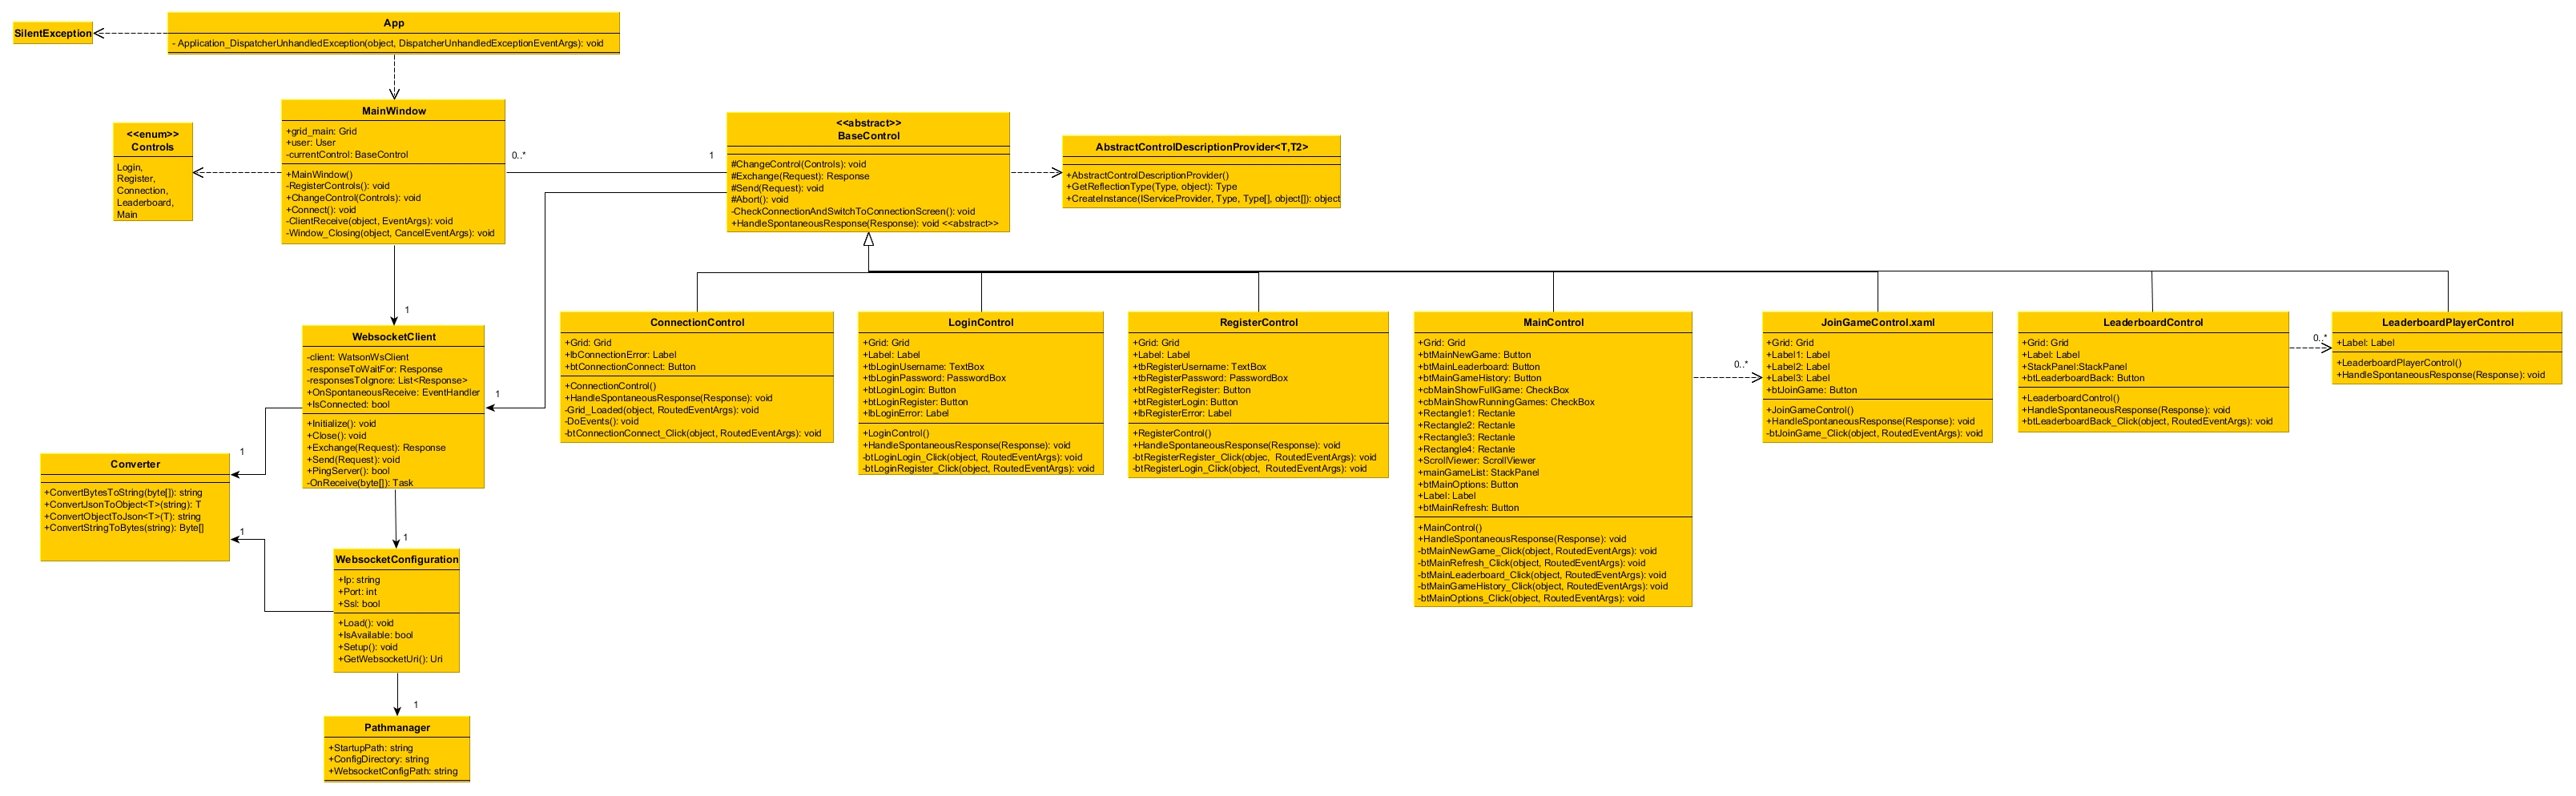 SilentException
App
- Application_DispatcherUnhandledException(object, DispatcherUnhandledExceptionEventArgs): void
<<enum>>
Controls
Login,
Register,
Connection,
Leaderboard,
Main
MainWindow
+grid_main: Grid
+user: User
-currentControl: BaseControl
+MainWindow()
-RegisterControls(): void
+ChangeControl(Controls): void
+Connect(): void
-ClientReceive(object, EventArgs): void
-Window_Closing(object, CancelEventArgs): void
0..*
1
<<abstract>>
BaseControl
#ChangeControl(Controls): void
#Exchange(Request): Response
#Send(Request): void
#Abort(): void
-CheckConnectionAndSwitchToConnectionScreen(): void
+HandleSpontaneousResponse(Response): void <<abstract>>
AbstractControlDescriptionProvider<T,T2>
+AbstractControlDescriptionProvider()
+GetReflectionType(Type, object): Type
+CreateInstance(IServiceProvider, Type, Type[], object[]): object
1
WebsocketClient
-client: WatsonWsClient
-responseToWaitFor: Response
-responsesToIgnore: List<Response>
+OnSpontaneousReceive: EventHandler
+IsConnected: bool
+Initialize(): void
+Close(): void
+Exchange(Request): Response
+Send(Request): void
+PingServer(): bool
-OnReceive(byte[]): Task
1
ConnectionControl
+Grid: Grid
+lbConnectionError: Label
+btConnectionConnect: Button
+ConnectionControl()
+HandleSpontaneousResponse(Response): void
-Grid_Loaded(object, RoutedEventArgs): void
-DoEvents(): void
-btConnectionConnect_Click(object, RoutedEventArgs): void
LoginControl
+Grid: Grid
+Label: Label
+tbLoginUsername: TextBox
+tbLoginPassword: PasswordBox
+btLoginLogin: Button
+btLoginRegister: Button
+lbLoginError: Label
+LoginControl()
+HandleSpontaneousResponse(Response): void
-btLoginLogin_Click(object, RoutedEventArgs): void
-btLoginRegister_Click(object, RoutedEventArgs): void
RegisterControl
+Grid: Grid
+Label: Label
+tbRegisterUsername: TextBox
+tbRegisterPassword: PasswordBox
+btRegisterRegister: Button
+btRegisterLogin: Button
+lbRegisterError: Label
+RegisterControl()
+HandleSpontaneousResponse(Response): void
-btRegisterRegister_Click(objec, RoutedEventArgs): void
-btRegisterLogin_Click(object, RoutedEventArgs): void
MainControl
+Grid: Grid
+btMainNewGame: Button
+btMainLeaderboard: Button
+btMainGameHistory: Button
+cbMainShowFullGame: CheckBox
+cbMainShowRunningGames: CheckBox
+Rectangle1: Rectanle
+Rectangle2: Rectanle
+Rectangle3: Rectanle
+Rectangle4: Rectanle
+ScrollViewer: ScrollViewer
+mainGameList: StackPanel
+btMainOptions: Button
+Label: Label
+btMainRefresh: Button
+MainControl()
+HandleSpontaneousResponse(Response): void
-btMainNewGame_Click(object, RoutedEventArgs): void
-btMainRefresh_Click(object, RoutedEventArgs): void
-btMainLeaderboard_Click(object, RoutedEventArgs): void
-btMainGameHistory_Click(object, RoutedEventArgs): void
-btMainOptions_Click(object, RoutedEventArgs): void
0..*
JoinGameControl.xaml
+Grid: Grid
+Label1: Label
+Label2: Label
+Label3: Label
+btJoinGame: Button
+JoinGameControl()
+HandleSpontaneousResponse(Response): void
-btJoinGame_Click(object, RoutedEventArgs): void
LeaderboardControl
+Grid: Grid
+Label: Label
+StackPanel:StackPanel
+btLeaderboardBack: Button
+LeaderboardControl()
+HandleSpontaneousResponse(Response): void
+btLeaderboardBack_Click(object, RoutedEventArgs): void
0..*
LeaderboardPlayerControl
+Label: Label
+LeaderboardPlayerControl()
+HandleSpontaneousResponse(Response): void
1
Converter
+ConvertBytesToString(byte[]): string
+ConvertJsonToObject<T>(string): T
+ConvertObjectToJson<T>(T): string
+ConvertStringToBytes(string): Byte[]
1
1
WebsocketConfiguration
+Ip: string
+Port: int
+Ssl: bool
+Load(): void
+IsAvailable: bool
+Setup(): void
+GetWebsocketUri(): Uri
1
Pathmanager
+StartupPath: string
+ConfigDirectory: string
+WebsocketConfigPath: string